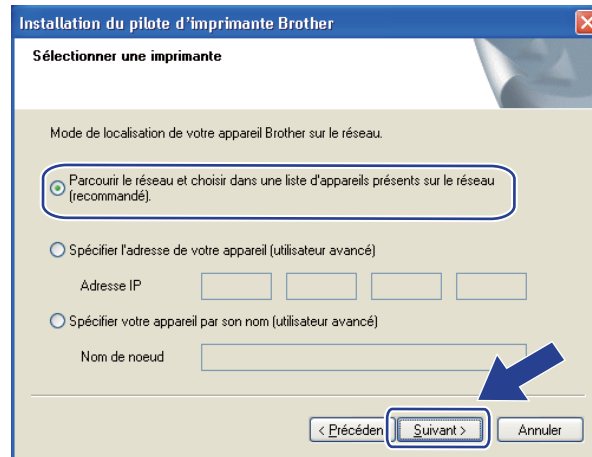 Installation du pilote d'imprimante Brother
Sélectionner une imprimante
Mode de localisation de votre appareil Brother sur le réseau.
Parcourir le réseau et choisir dans une liste d'appareils présents sur le réseau
(recommandé).
Spécifier l'adresse de votre appareil (utilisateur avancé)
Adresse IP
Spécifier votre appareil par son nom (utilisateur avancé)
Nom de noeud
< Précéden Suivant > Annuler